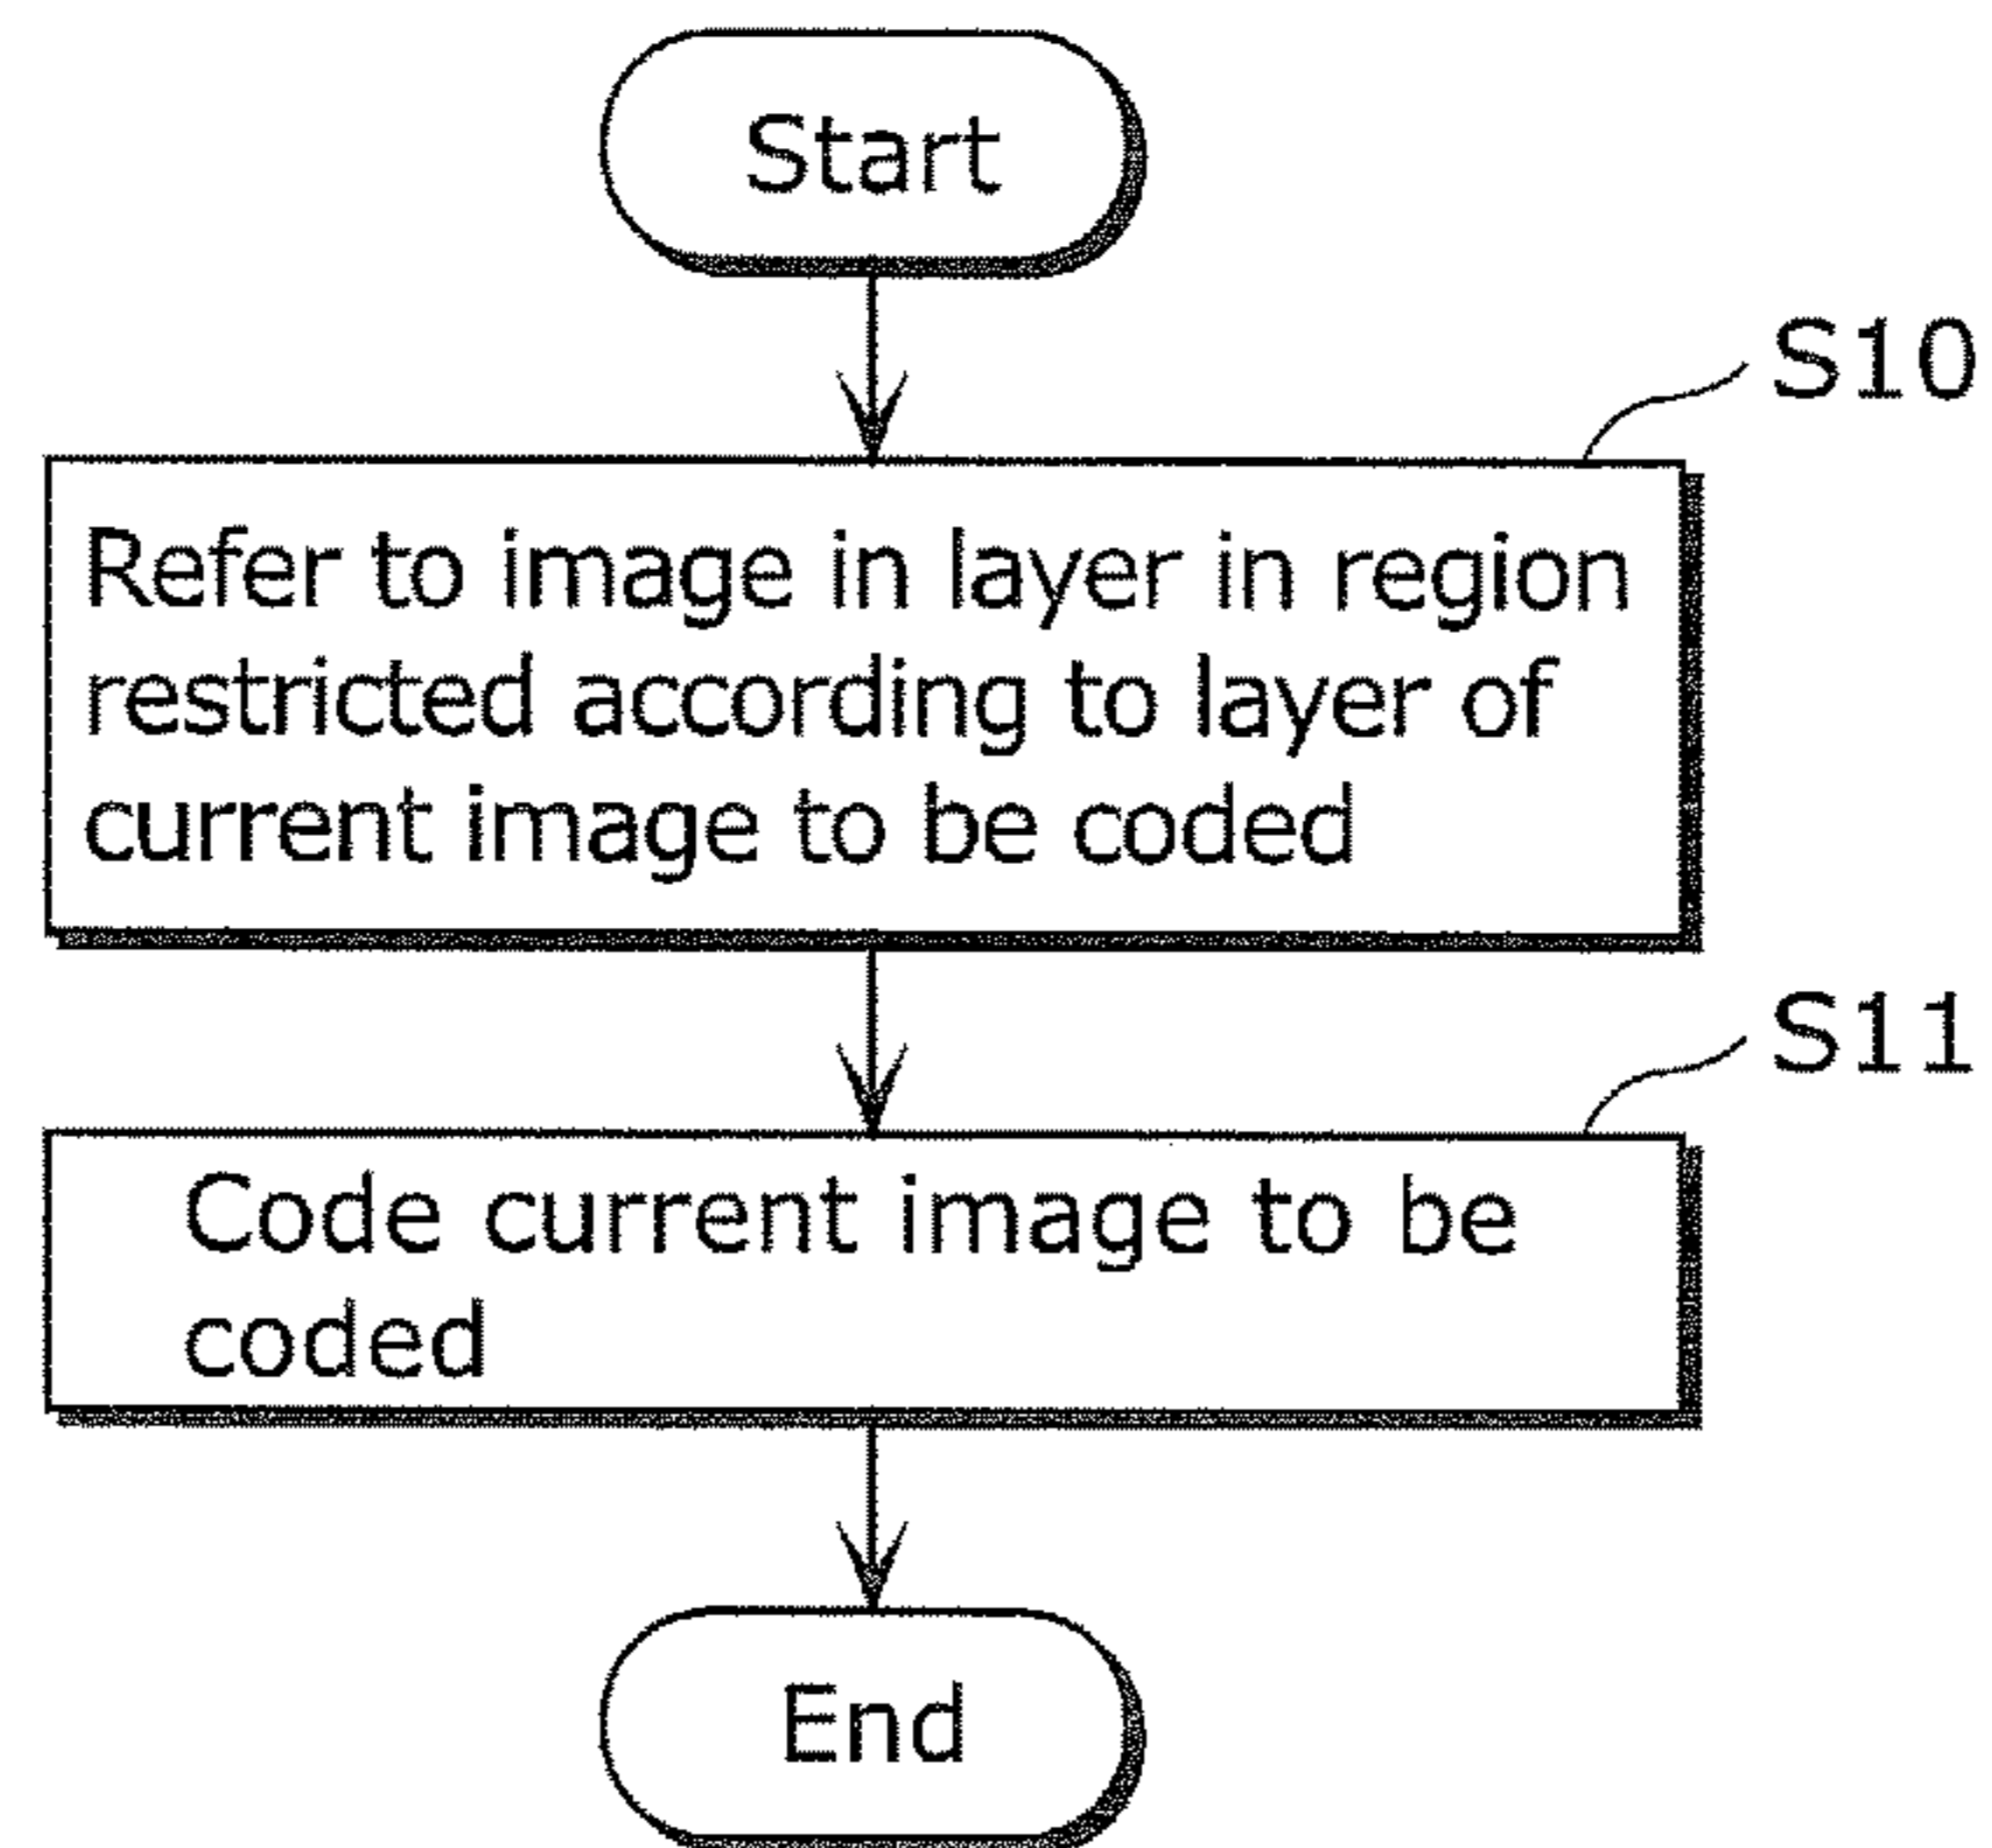 Start
S10
Refer to image in layer in region
restricted according to layer of
current image to be coded
S11
Code current image to be
coded
End